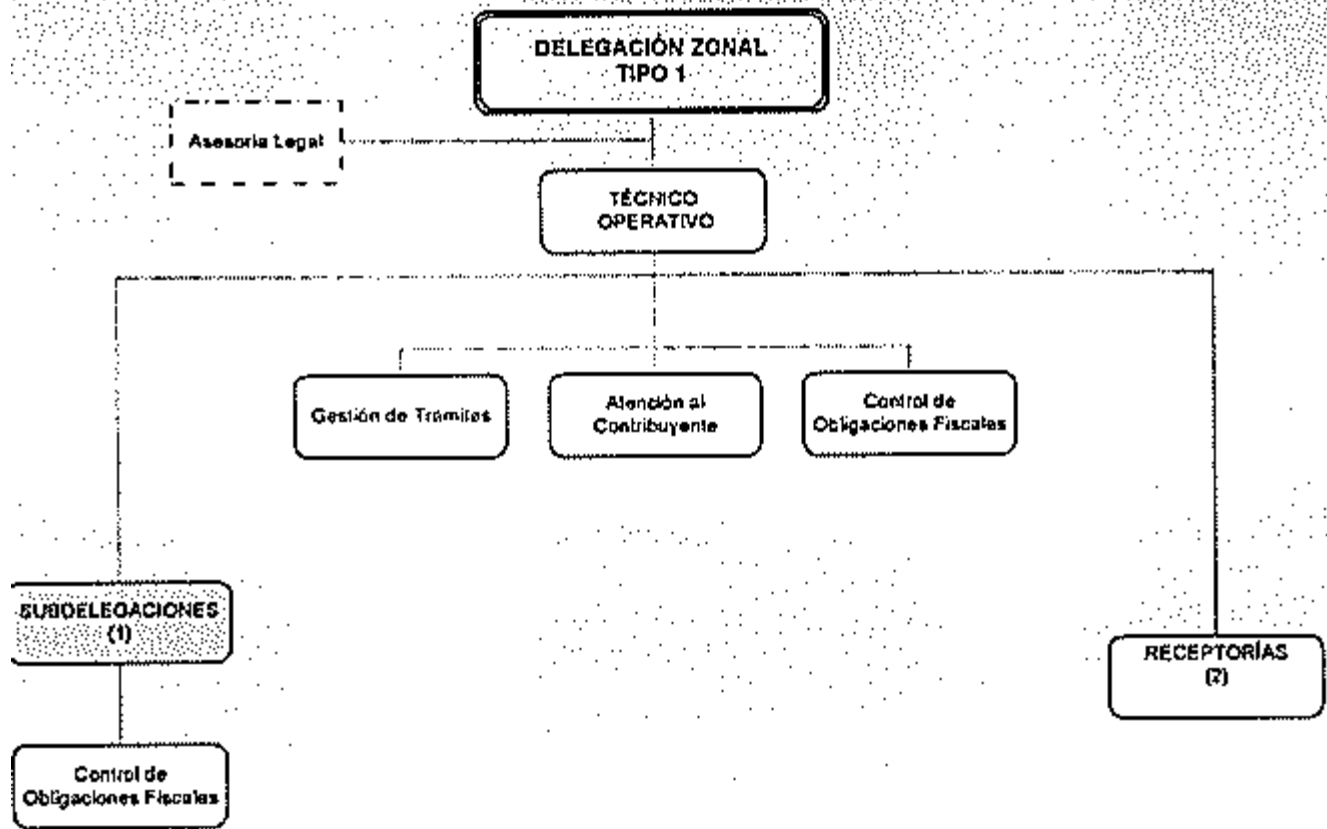 DELEGACIÓN ZONAL
TIPO 1
Asesoría Legal
TÉCNICO
OPERATIVO
Gestión de Trámites
Atención al
Contribuyente
Control de
Obligaciones Fiscales
SUBDELEGACIONES
(1)
RECEPTORÍAS
(2)
Control de
Obligaciones Fiscales